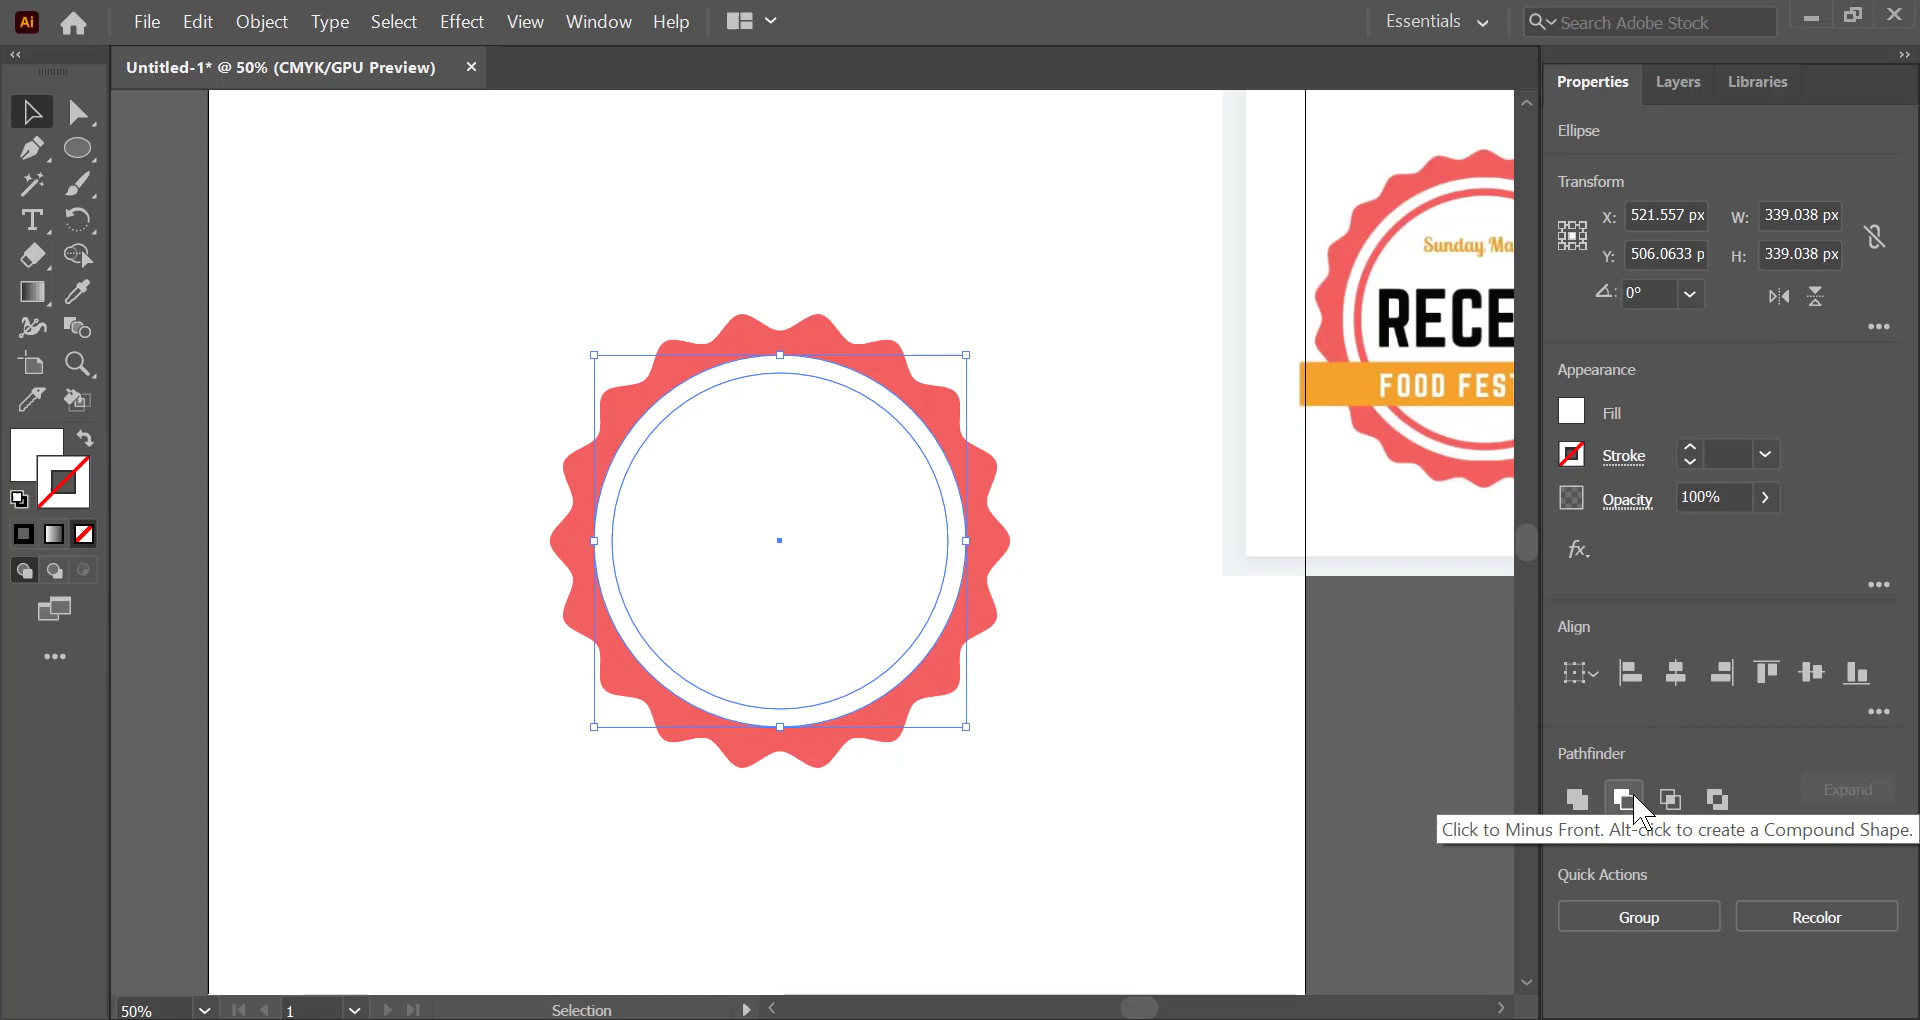 Ai File Edit Object Type Select Effect View Window Help Essentials Search Adobe Stock
Untitled-1* @ 50% (CMYK/GPU Preview)
Properties Layers Libraries
Ellipse
Transform
X: 521.557 px W: 339.038 px
Y: 506.0633 p H: 339.038 px
0°
Sunday Ma
RECE
FOOD FEST
Appearance
Fill
Stroke
Opacity 100%
fx.
Align
Pathfinder
Expand
Click to Minus Front. Alt-click to create a Compound Shape.
Quick Actions
Group Recolor
50% 1 Selection